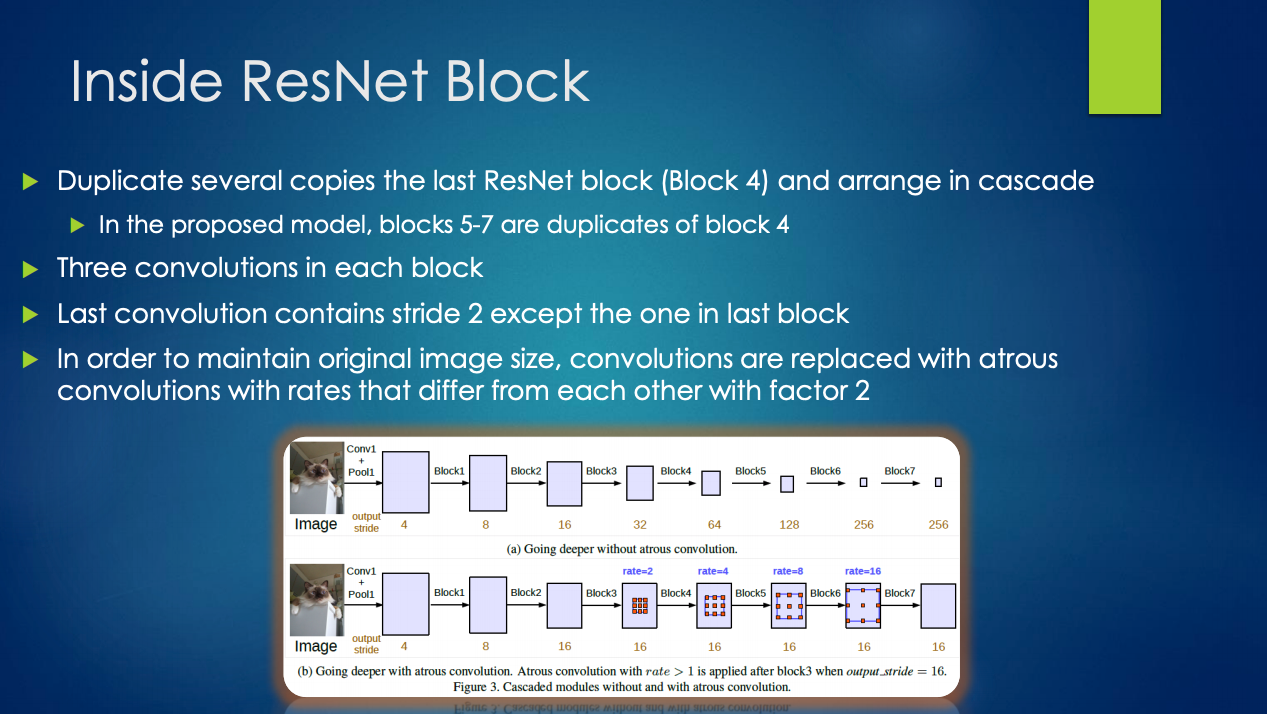 Inside ResNet Block
Duplicate several copies the last ResNet block (Block 4) and arrange in cascade
In the proposed model, blocks 5-7 are duplicates of block 4
Three convolutions in each block
Last convolution contains stride 2 except the one in last block
In order to maintain original image size, convolutions are replaced with atrous
convolutions with rates that differ from each other with factor 2
Conv1
+
Pool1
Block1 Block2 Block3 Block4 Block5 Block6 Block7
Image
output
stride
4 8 16 32 64 128 256 256
(a) Going deeper without atrous convolution.
rate=2 rate=4 rate=8 rate=16
Conv1
+
Pool1
Block1 Block2 Block3 Block4 Block5 Block6 Block7
Image
output
stride
4 8 16 16 16 16 16 16
(b) Going deeper with atrous convolution. Atrous convolution with rate > 1 is applied after block3 when output_stride = 16.
Figure 3. Cascaded modules without and with atrous convolution.